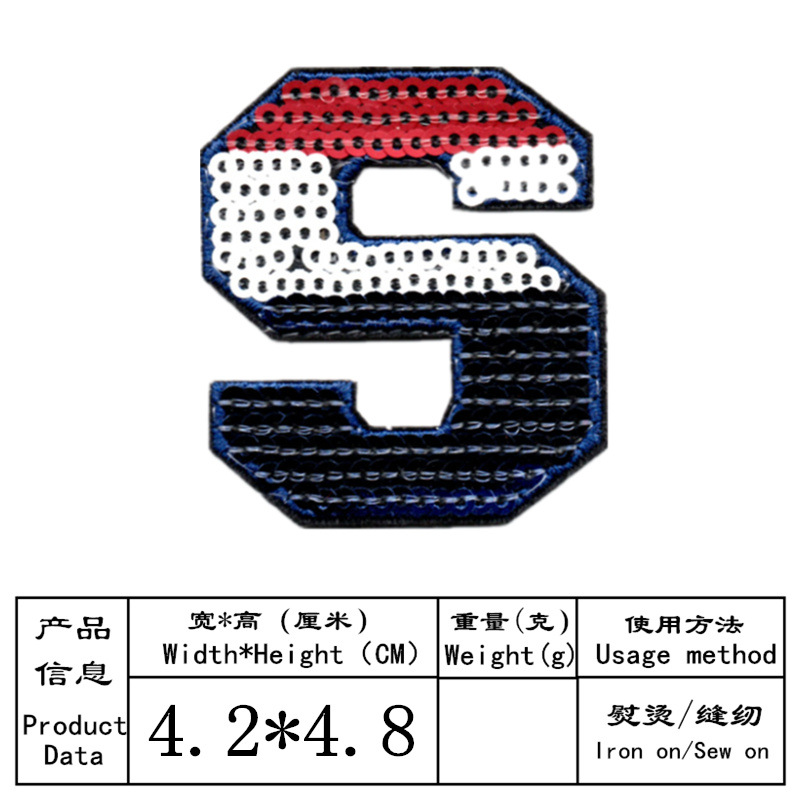 S
产品
信息
Product
Data
宽*高 (厘米)
Width*Height (CM)
重量(克)
Weight(g)
使用方法
Usage method
4.2*4.8
熨烫/缝纫
Iron on/Sew on